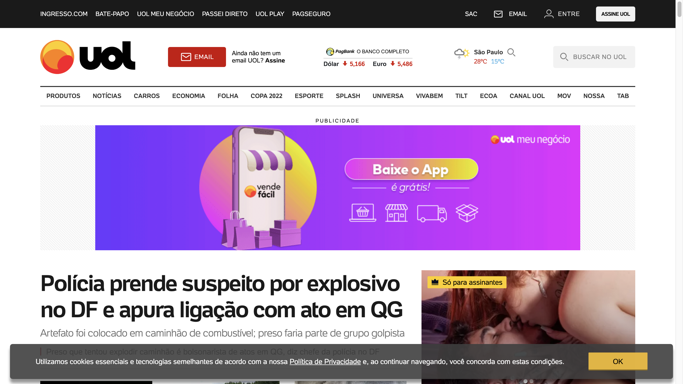 INGRESSO.COM BATE-PAPO UOL MEU NEGÓCIO PASSEI DIRETO UOL PLAY PAGSEGURO SAC EMAIL ENTRE ASSINE UOL
uol
EMAIL
Ainda não tem um
email UOL? Assine
PagBank O BANCO COMPLETO
Dólar 5,166 Euro 5,486
São Paulo
28ºC 15ºC
BUSCAR NO UOL
PRODUTOS NOTÍCIAS CARROS ECONOMIA FOLHA COPA 2022 ESPORTE SPLASH UNIVERSA VIVABEM TILT ECOA CANAL UOL MOV NOSSA TAB
PUBLICIDADE
vende
fácil
Baixe o App
é grátis!
uol meu negócio
Polícia prende suspeito por explosivo
no DF e apura ligação com ato em QG
Artefato foi colocado em caminhão de combustível; preso faria parte de grupo golpista
Só para assinantes
Utilizamos cookies essenciais e tecnologias semelhantes de acordo com a nossa Política de Privacidade e, ao continuar navegando, você concorda com estas condições.
OK